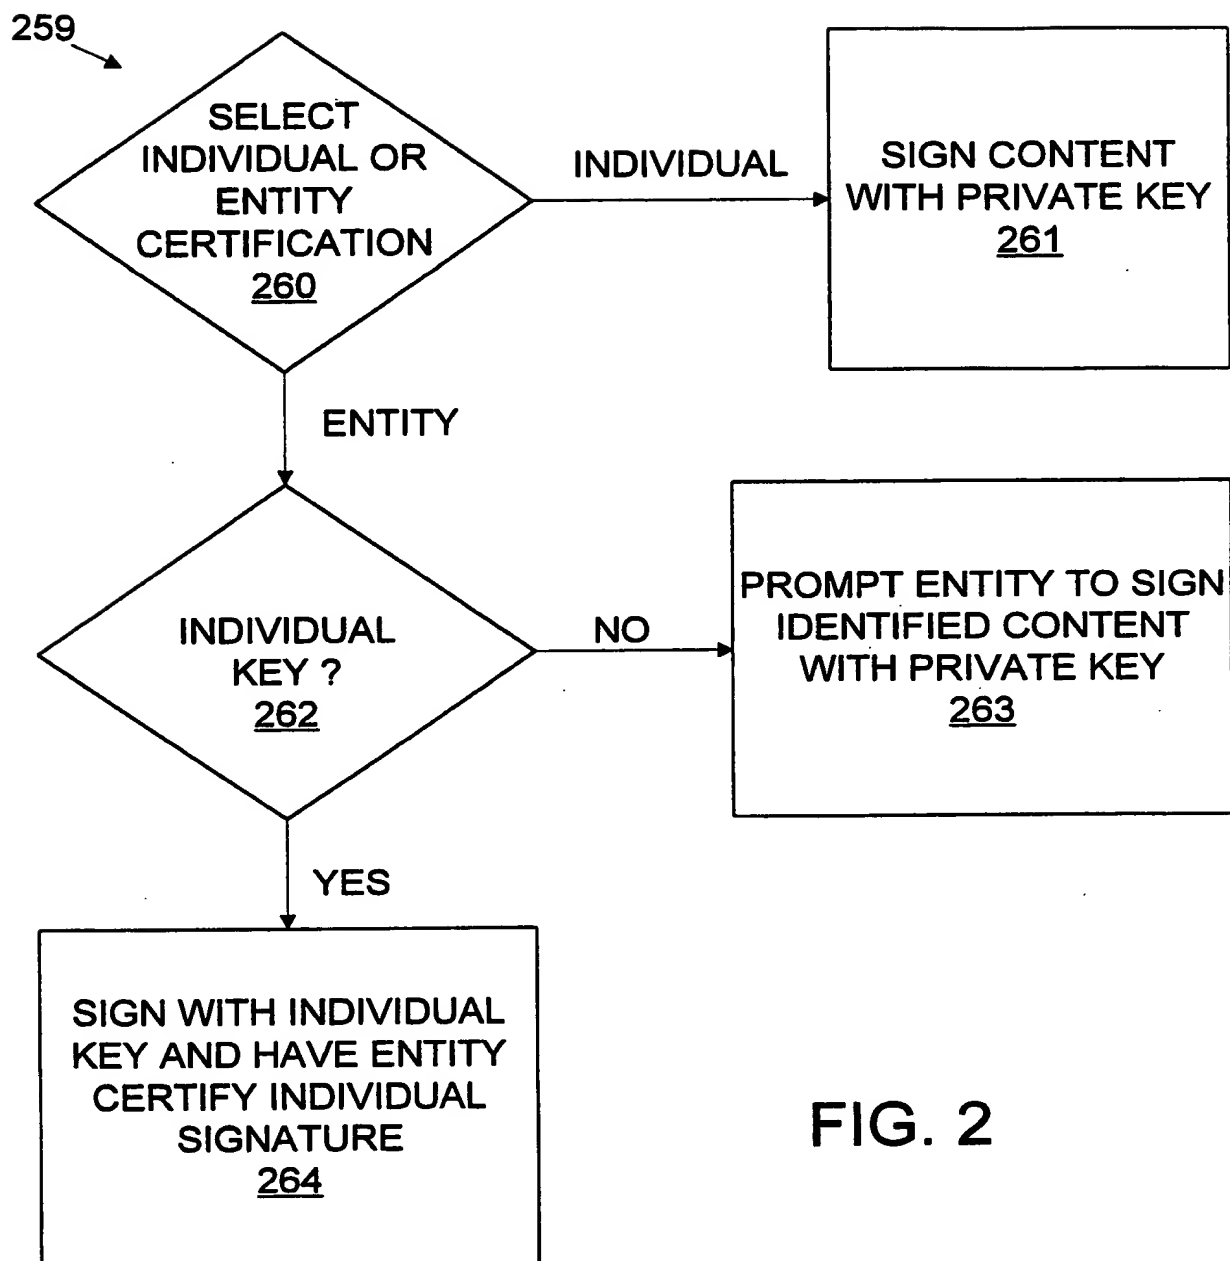 259
SELECT
INDIVIDUAL OR
ENTITY
CERTIFICATION
260
INDIVIDUAL
SIGN CONTENT
WITH PRIVATE KEY
261
ENTITY
INDIVIDUAL
KEY ?
262
NO
PROMPT ENTITY TO SIGN
IDENTIFIED CONTENT
WITH PRIVATE KEY
263
YES
SIGN WITH INDIVIDUAL
KEY AND HAVE ENTITY
CERTIFY INDIVIDUAL
SIGNATURE
264
FIG. 2